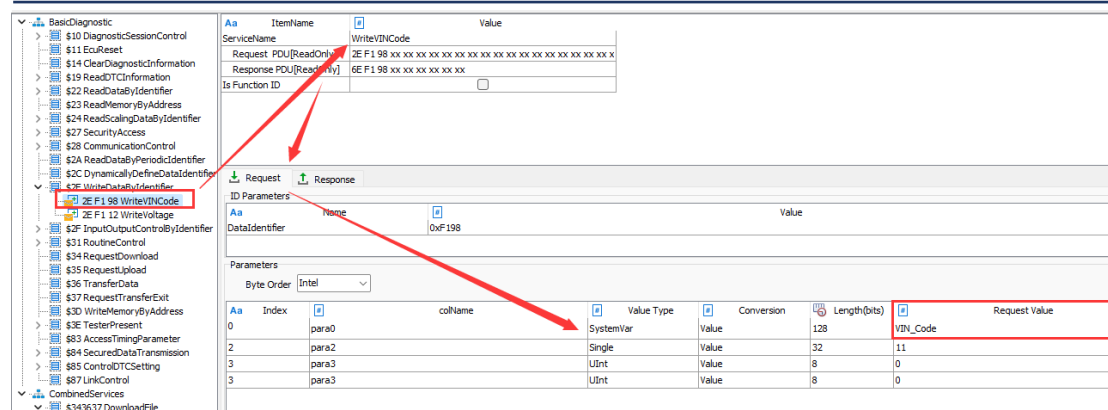 BasicDiagnostic
$10 DiagnosticSessionControl
$11 EcuReset
$14 ClearDiagnosticInformation
$19 ReadDTCInformation
$22 ReadDataByIdentifier
$23 ReadMemoryByAddress
$24 ReadScalingDataByIdentifier
$27 SecurityAccess
$28 CommunicationControl
$2A ReadDataByPeriodicIdentifier
$2C DynamicallyDefineDataIdentifier
$2E WriteDataByIdentifier
2E F1 98 WriteVINCode
2E F1 12 WriteVoltage
$2F InputOutputControlByIdentifier
$31 RoutineControl
$34 RequestDownload
$35 RequestUpload
$36 TransferData
$37 RequestTransferExit
$3D WriteMemoryByAddress
$3E TesterPresent
$83 AccessTimingParameter
$84 SecuredDataTransmission
$85 ControlDTCSetting
$87 LinkControl
CombinedServices
$343637 DownloadFile
Aa ItemName # Value
ServiceName WriteVINCode
Request PDU[ReadOnly] 2E F1 98 xx xx xx xx xx xx xx xx xx xx xx xx xx xx xx xx xx x
Response PDU[ReadOnly] 6E F1 98 xx xx xx xx xx xx
Is Function ID
Request Response
ID Parameters
Aa Name # Value
DataIdentifier 0xF198
Parameters
Byte Order Intel
Aa Index # colName # Value Type # Conversion Length(bits) # Request Value
0 para0 SystemVar Value 128 VIN_Code
2 para2 Single Value 32 11
3 para3 UInt Value 8 0
3 para3 UInt Value 8 0